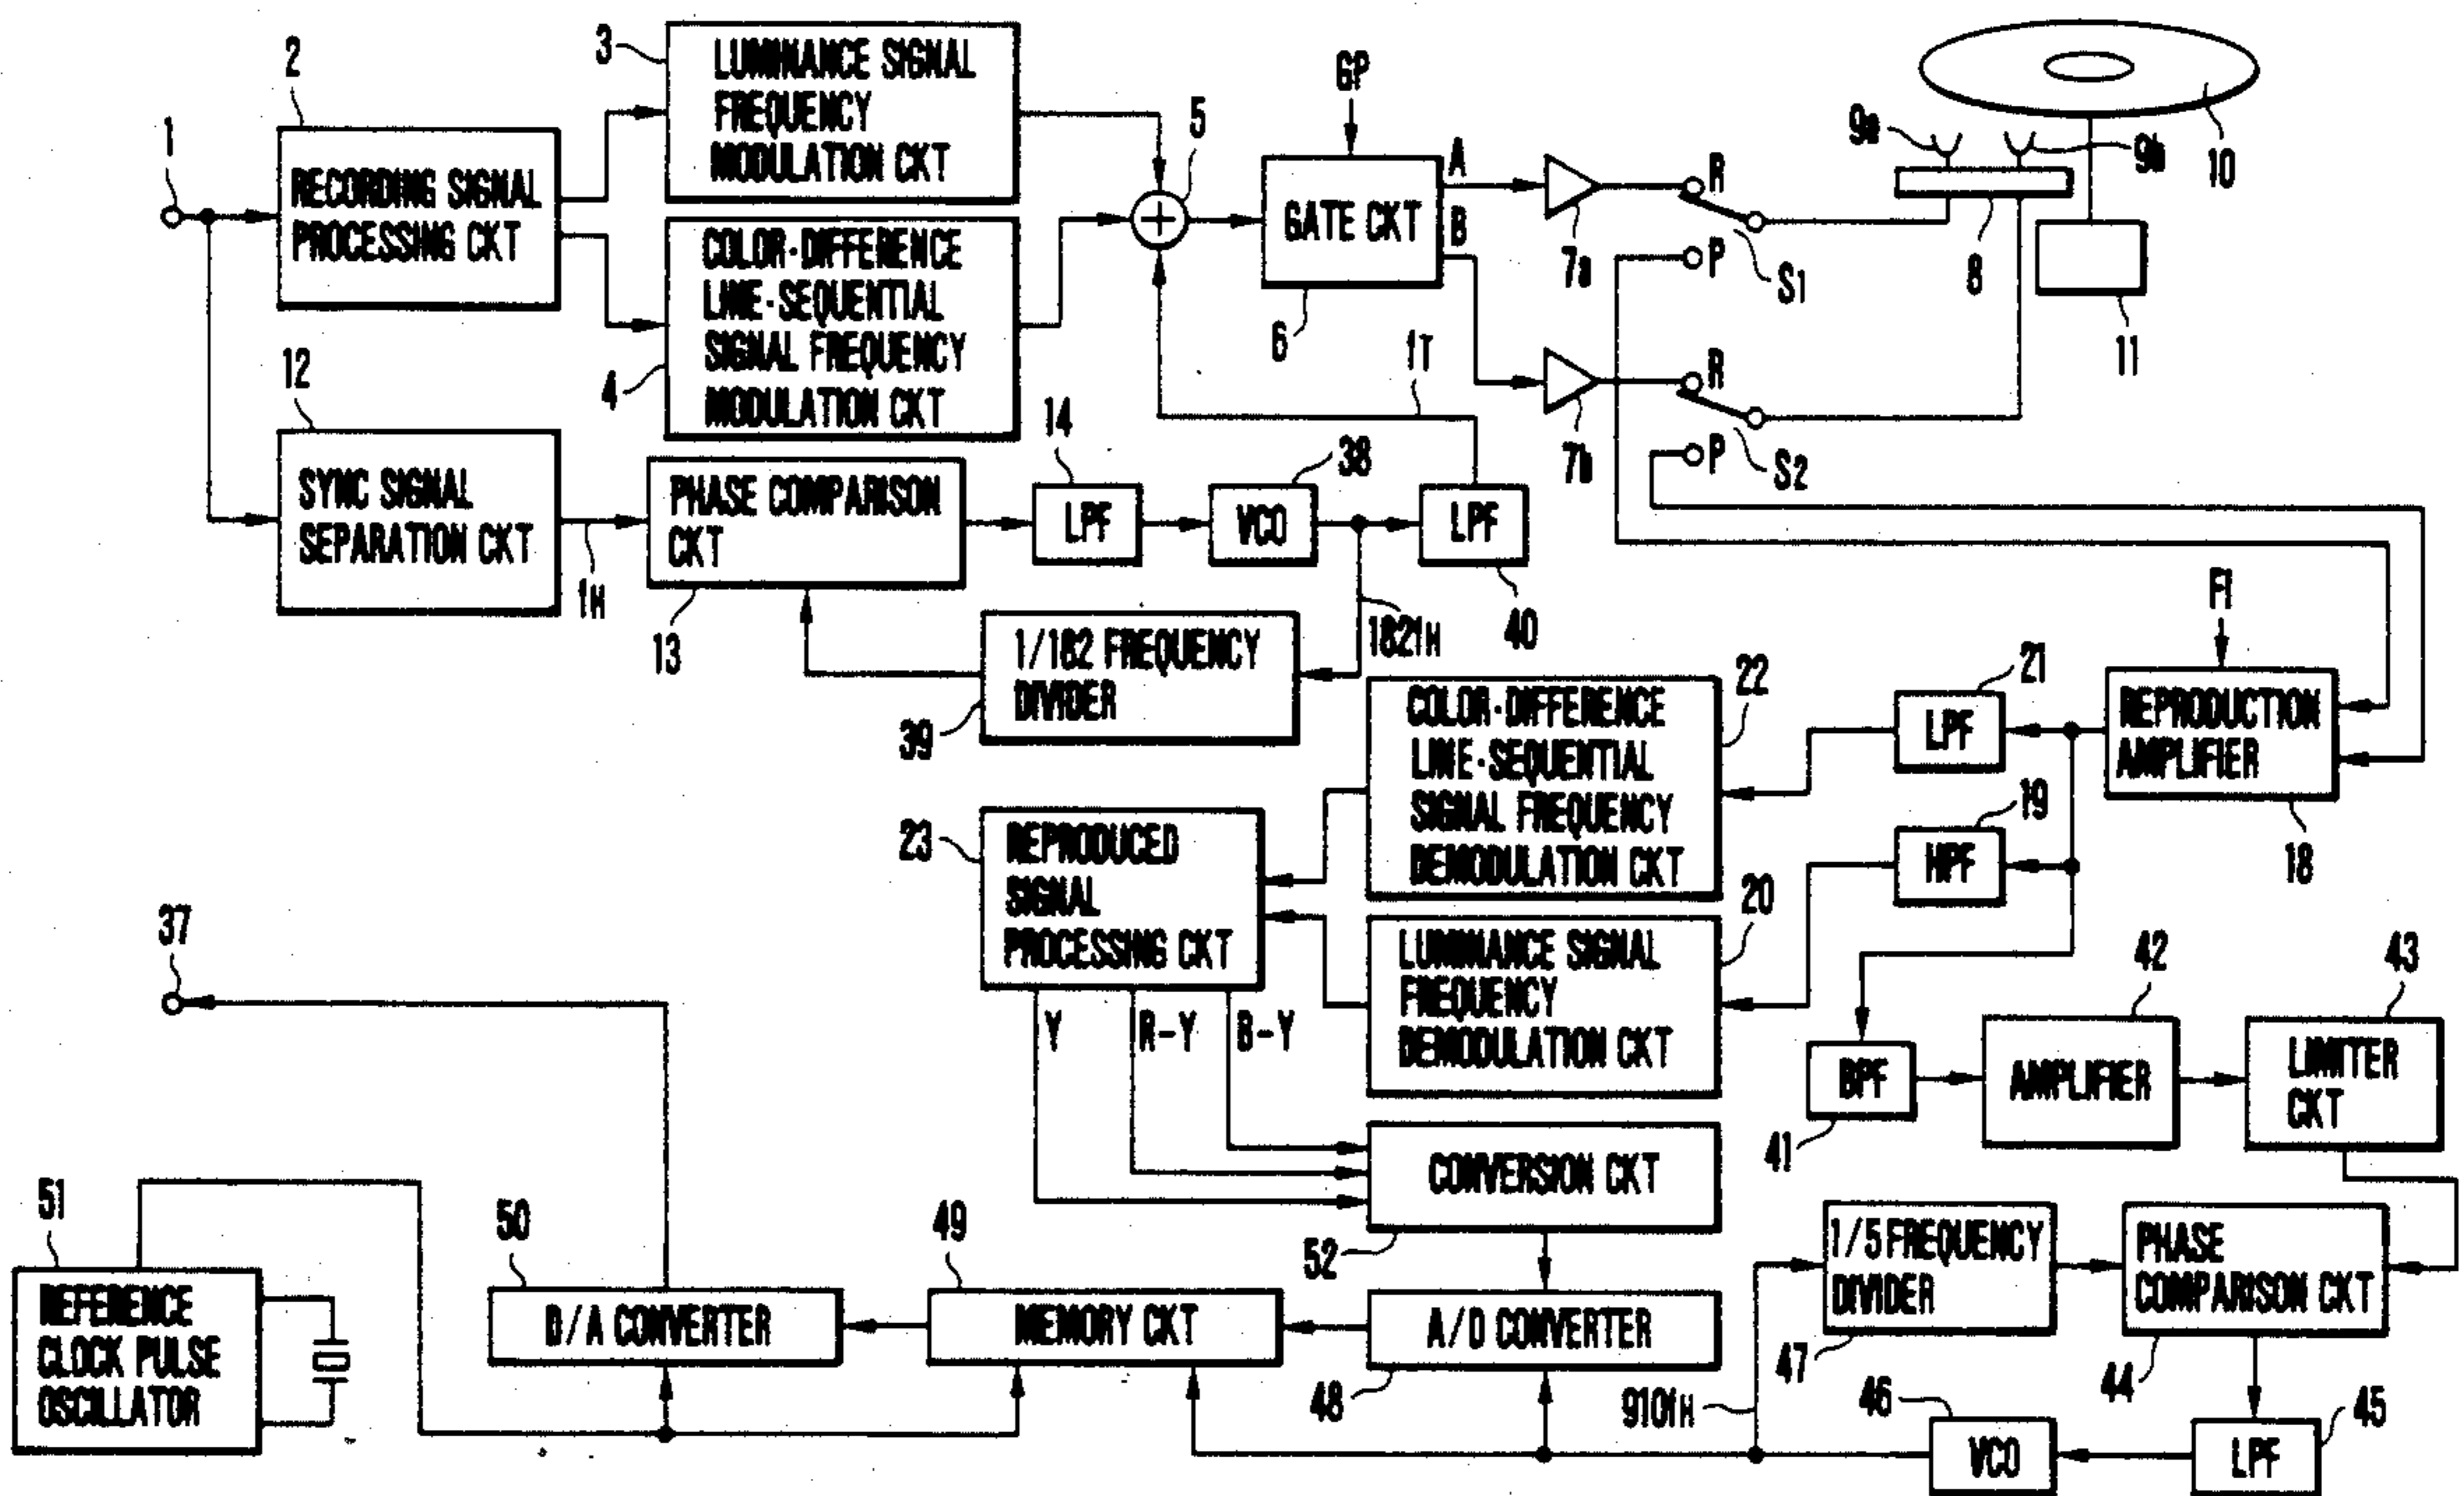 1
2
RECORDING SIGNAL
PROCESSING CKT
3
LUMINANCE SIGNAL
FREQUENCY
MODULATION CKT
4
COLOR-DIFFERENCE
LINE-SEQUENTIAL
SIGNAL FREQUENCY
MODULATION CKT
5
GP
GATE CKT
6
A
B
7a
7b
R
P
S1
R
P
S2
9a
9b
8
10
11
12
SYNC SIGNAL
SEPARATION CKT
fH
PHASE COMPARISON
CKT
13
14
LPF
38
VCO
LPF
40
fT
182fH
1/182 FREQUENCY
DIVIDER
39
FI
REPRODUCTION
AMPLIFIER
18
21
LPF
19
HPF
22
COLOR-DIFFERENCE
LINE-SEQUENTIAL
SIGNAL FREQUENCY
DEMODULATION CKT
20
LUMINANCE SIGNAL
FREQUENCY
DEMODULATION CKT
23
REPRODUCED
SIGNAL
PROCESSING CKT
Y
R-Y
B-Y
37
BPF
41
42
AMPLIFIER
43
LIMITER
CKT
CONVERSION CKT
52
51
REFERENCE
CLOCK PULSE
OSCILLATOR
50
D/A CONVERTER
49
MEMORY CKT
A/D CONVERTER
48
910fH
1/5 FREQUENCY
DIVIDER
47
PHASE
COMPARISON CKT
44
46
VCO
45
LPF